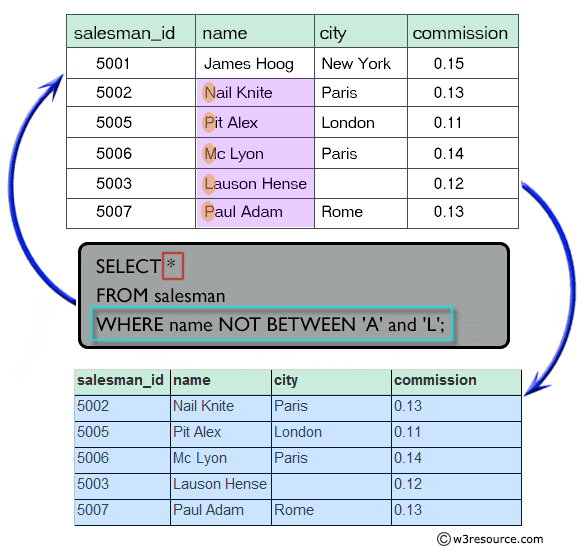 salesman_id name city commission
5001 James Hoog New York 0.15
5002 Nail Knite Paris 0.13
5005 Pit Alex London 0.11
5006 Mc Lyon Paris 0.14
5003 Lauson Hense 0.12
5007 Paul Adam Rome 0.13
SELECT *
FROM salesman
WHERE name NOT BETWEEN 'A' and 'L';
salesman_id name city commission
5002 Nail Knite Paris 0.13
5005 Pit Alex London 0.11
5006 Mc Lyon Paris 0.14
5003 Lauson Hense 0.12
5007 Paul Adam Rome 0.13
© w3resource.com